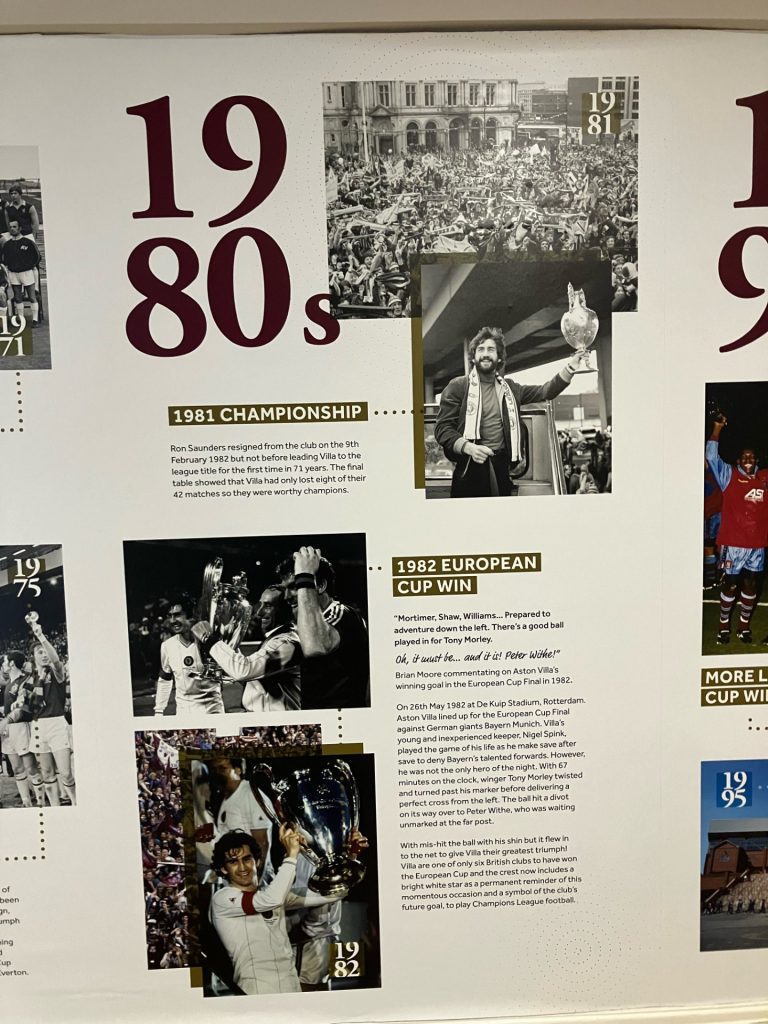 19
80s
19
81
1981 CHAMPIONSHIP
Ron Saunders resigned from the club on the 9th
February 1982 but not before leading Villa to the
league title for the first time in 71 years. The final
table showed that Villa had only lost eight of their
42 matches so they were worthy champions.
1982 EUROPEAN
CUP WIN
"Mortimer, Shaw, Williams... Prepared to
adventure down the left. There's a good ball
played in for Tony Morley.
Oh, it must be... and it is! Peter Withe!"
Brian Moore commentating on Aston Villa's
winning goal in the European Cup Final in 1982.
On 26th May 1982 at De Kuip Stadium, Rotterdam.
Aston Villa lined up for the European Cup Final
against German giants Bayern Munich. Villa's
young and inexperienced keeper, Nigel Spink,
played the game of his life as he make save after
save to deny Bayern's talented forwards. However,
he was not the only hero of the night. With 67
minutes on the clock, winger Tony Morley twisted
and turned past his marker before delivering a
perfect cross from the left. The ball hit a divot
on its way over to Peter Withe, who was waiting
unmarked at the far post.
With mis-hit the ball with his shin but it flew in
to the net to give Villa their greatest triumph!
Villa are one of only six British clubs to have won
the European Cup and the crest now includes a
bright white star as a permanent reminder of this
momentous occasion and a symbol of the club's
future goal, to play Champions League football.
19
82
19
71
19
75
of
been
Cup
Everton.
1
9
AST
MORE L
CUP WI
19
95